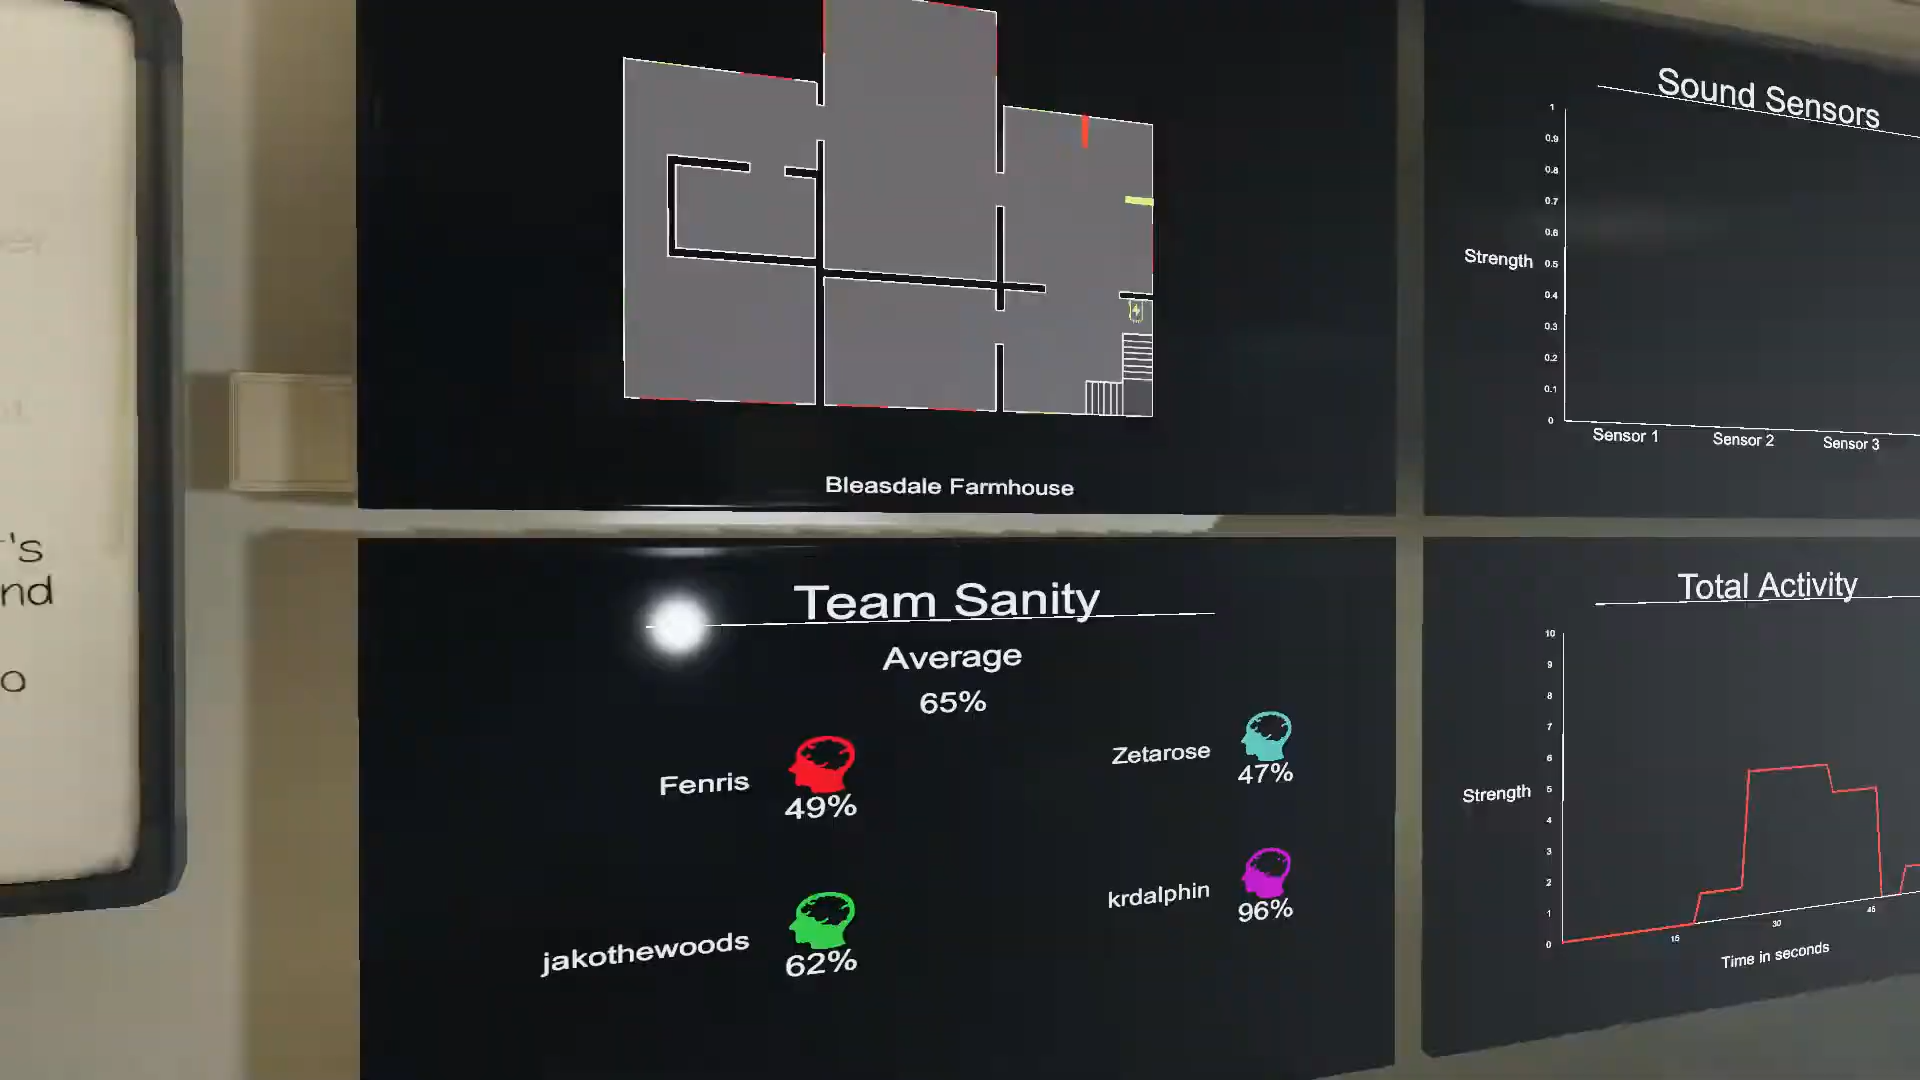 's
nd
o
Bleasdale Farmhouse
Team Sanity
Average
65%
Fenris
49%
Zetarose
47%
jakothewoods
62%
krdalphin
96%
Sound Sensors
Strength
1
0.9
0.8
0.7
0.6
0.5
0.4
0.3
0.2
0.1
0
Sensor 1
Sensor 2
Sensor 3
Total Activity
Strength
10
9
8
7
6
5
4
3
2
1
0
15
30
45
Time in seconds